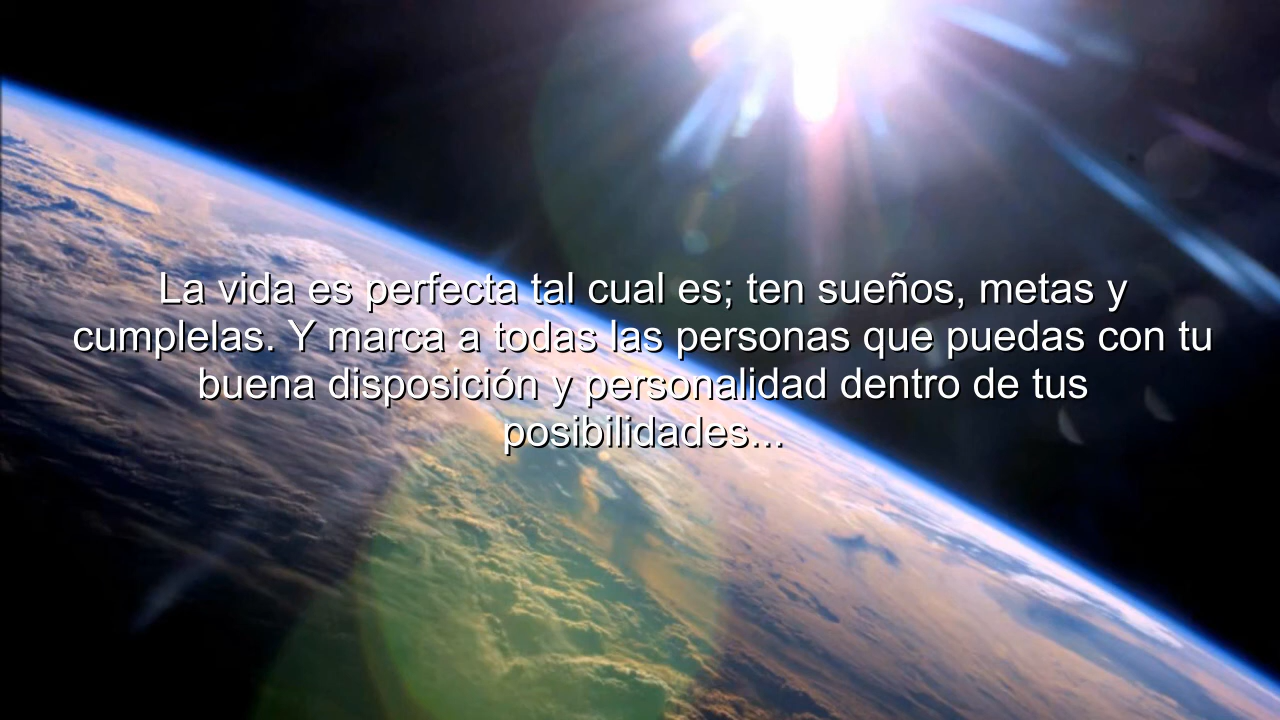 La vida es perfecta tal cual es; ten sueños, metas y
cumplelas. Y marca a todas las personas que puedas con tu
buena disposición y personalidad dentro de tus
posibilidades...